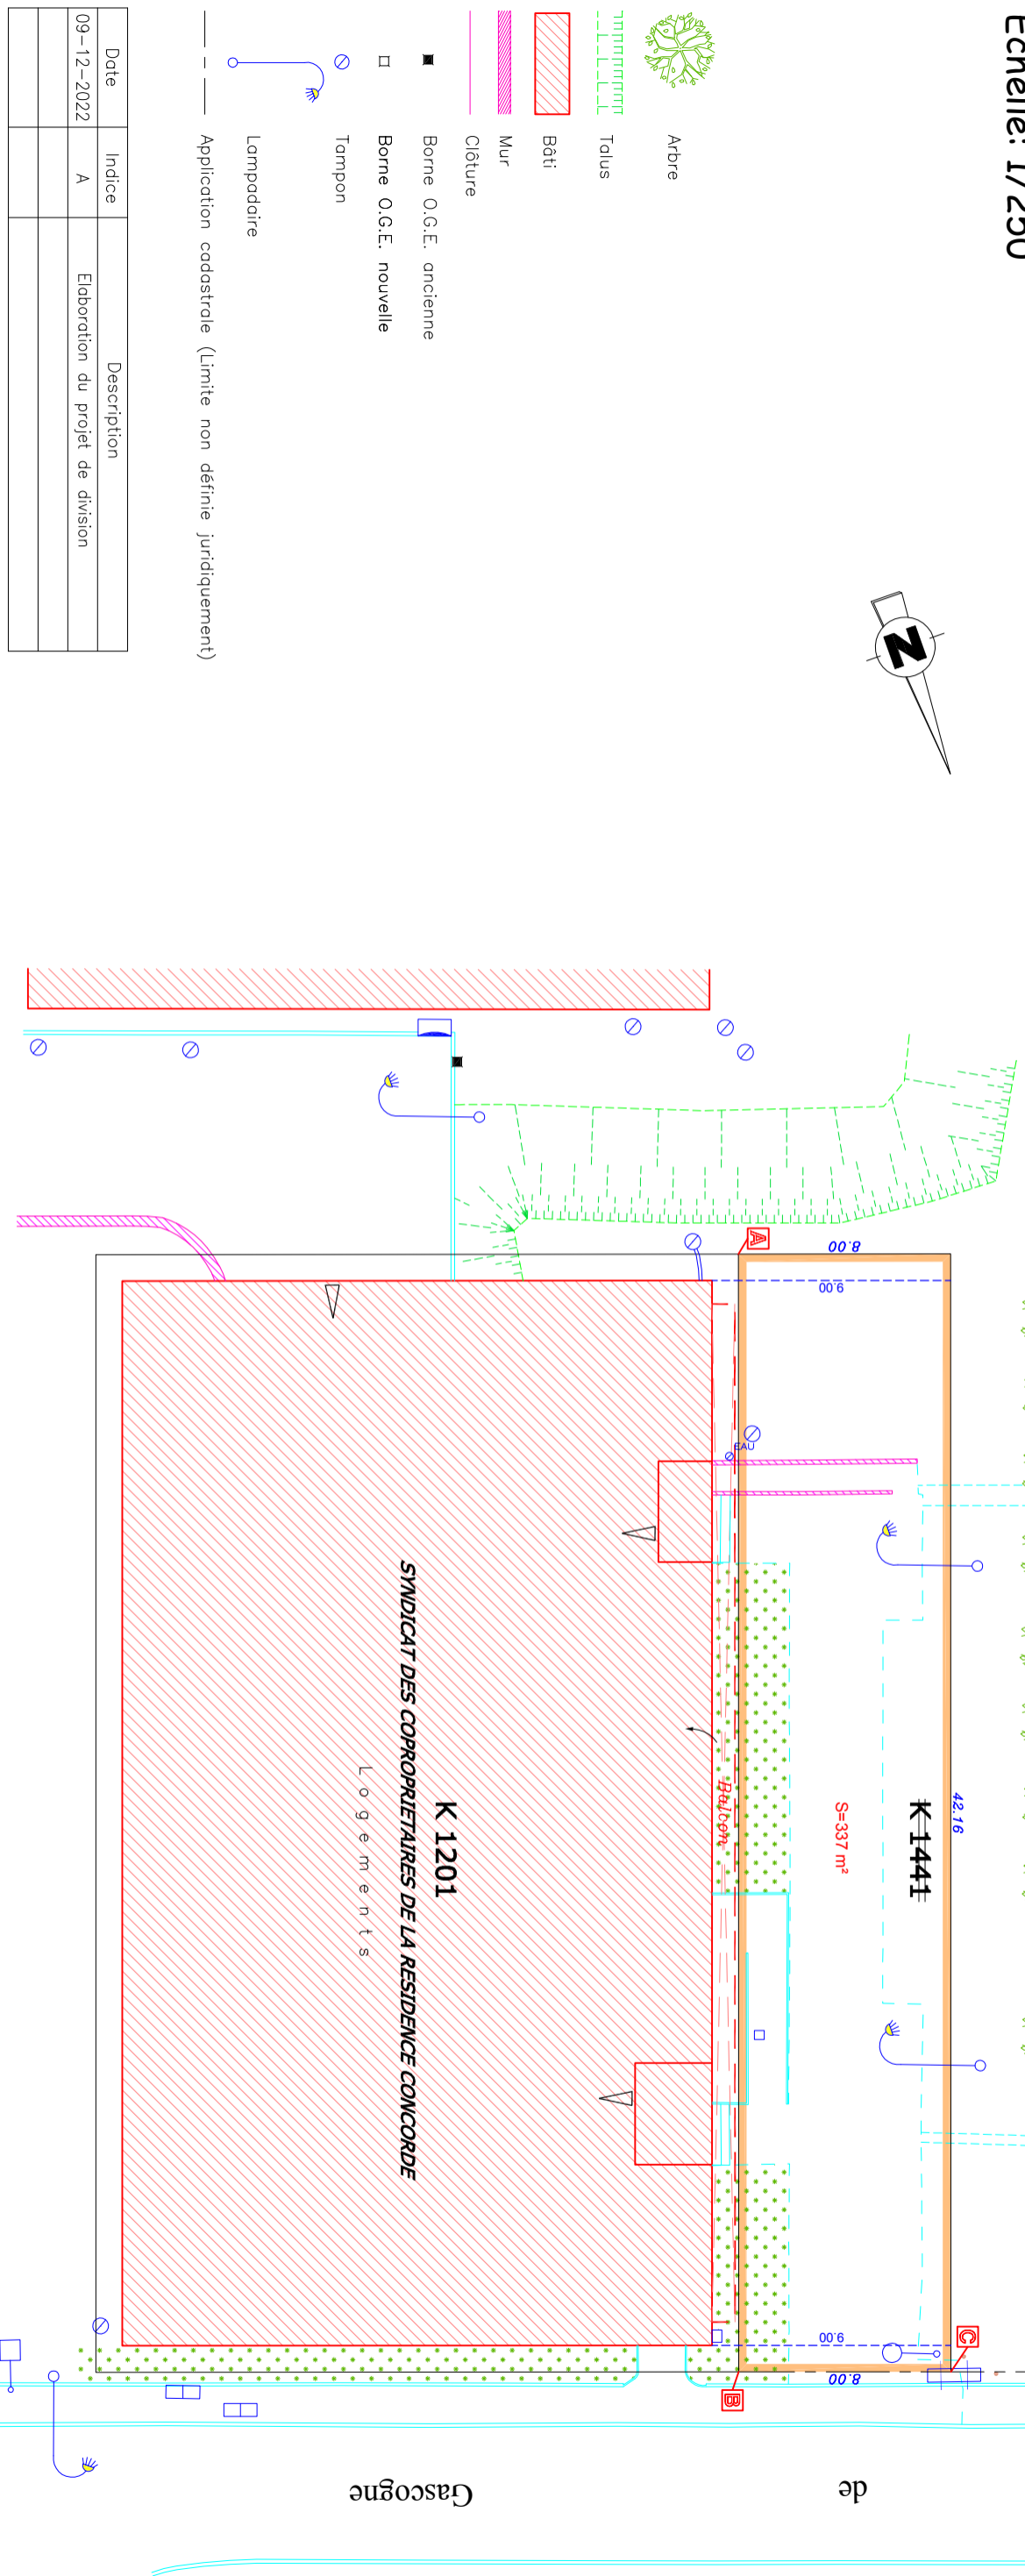 Echelle: 1/250
Arbre
Talus
Bâti
Mur
Clôture
Borne O.G.E. ancienne
Borne O.G.E. nouvelle
Tampon
Lampadaire
Application cadastrale (Limite non définie juridiquement)
Date Indice Description
09-12-2022 A Elaboration du projet de division
N
A
8.00
9.00
EAU
42.16
K 1441
S=337 m²
Balcon
K 1201
SYNDICAT DES COPROPRIETAIRES DE LA RESIDENCE CONCORDE
Logements
9.00
8.00
C
B
de
Gascogne